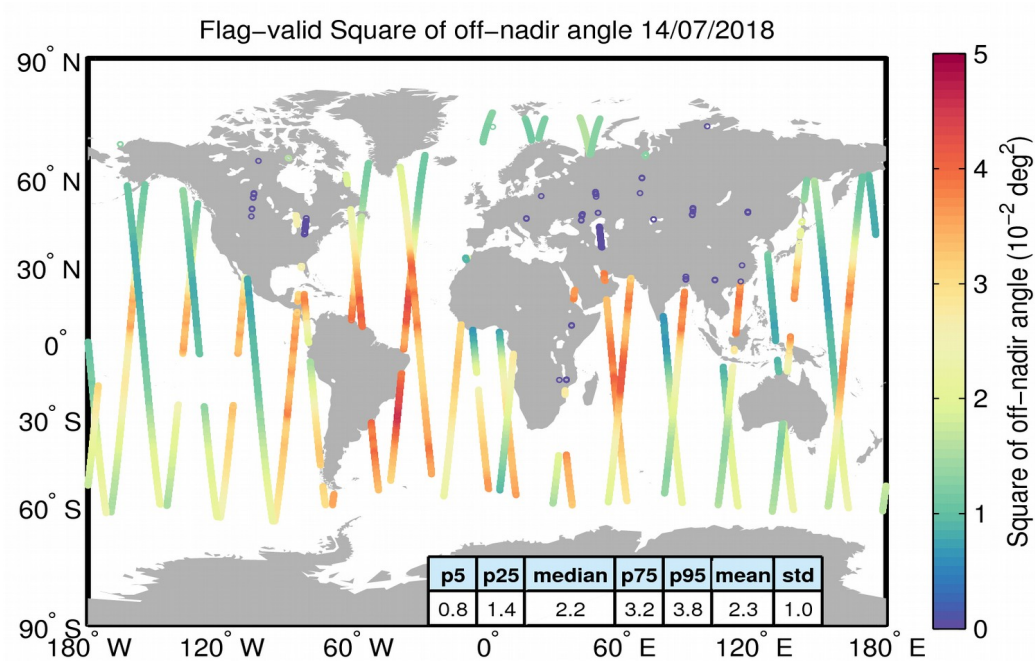 Flag−valid Square of off−nadir angle 14/07/2018
90° N
60° N
30° N
0°
30° S
60° S
90° S
180° W
120° W
60° W
0°
60° E
120° E
180° E
p5 p25 median p75 p95 mean std
0.8 1.4 2.2 3.2 3.8 2.3 1.0
5
4
3
2
1
0
Square of off−nadir angle (10⁻² deg²)